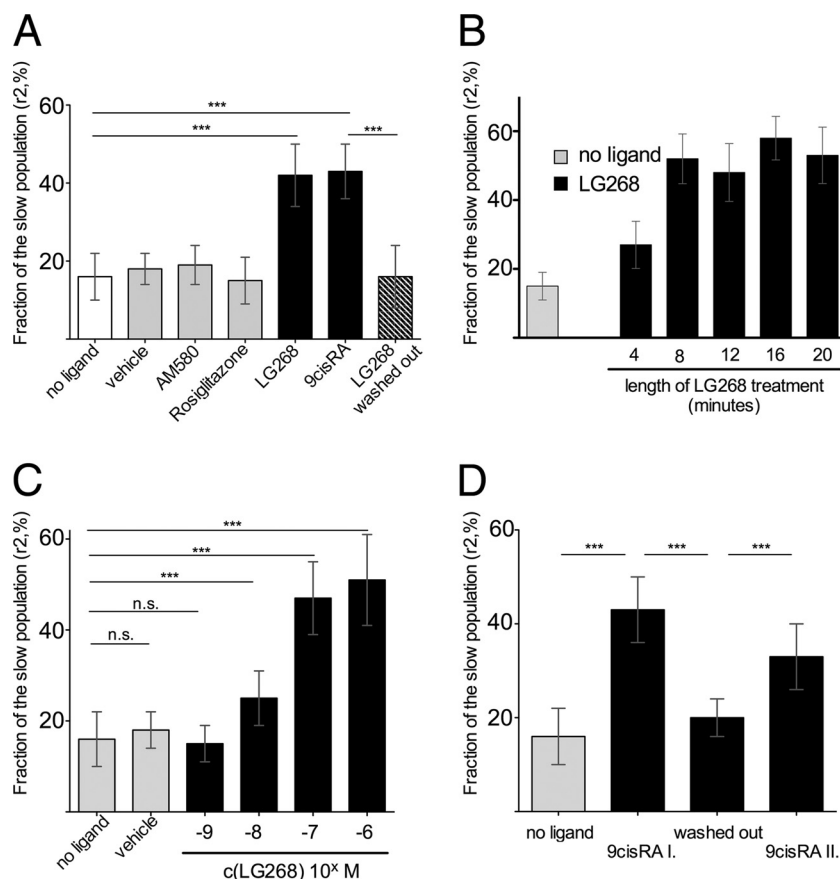 A
Fraction of the slow population (r2,%)
60
40
20
***
***
***
no ligand
vehicle
AM580
Rosiglitazone
LG268
9cisRA
LG268
washed out
B
Fraction of the slow population (r2,%)
60
40
20
no ligand
LG268
4 8 12 16 20
length of LG268 treatment
(minutes)
C
Fraction of the slow population (r2,%)
60
40
20
***
***
***
n.s.
n.s.
no ligand
vehicle
-9 -8 -7 -6
c(LG268) 10ˣ M
D
Fraction of the slow population (r2,%)
60
40
20
*** *** ***
no ligand washed out
9cisRA I. 9cisRA II.